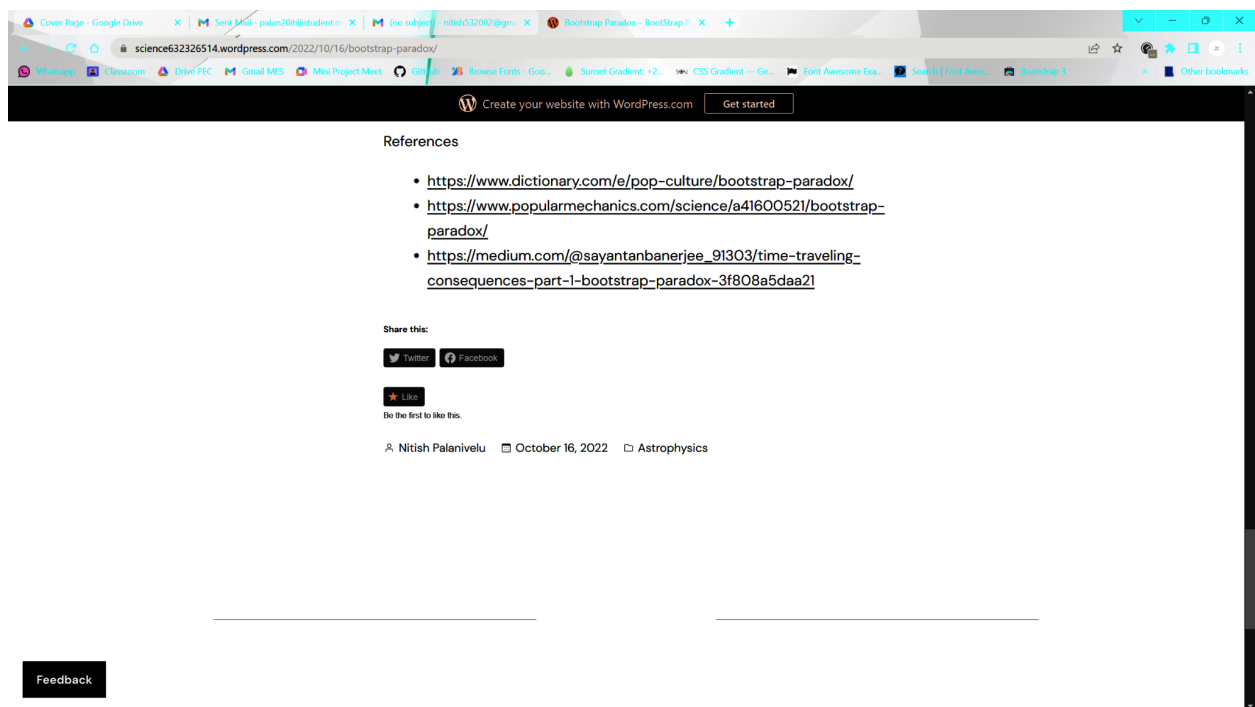 Cover Page - Google Drive
Sent Mail - palan20it@student.m
(no subject) - nitish532002@gma
Bootstrap Paradox – BootStrap P
science632326514.wordpress.com/2022/10/16/bootstrap-paradox/
Whatsapp Classroom Drive PEC Gmail MES Mini Project Meet GitHub Browse Fonts - Goo... Sunset Gradient: +2... CSS Gradient — Ge... Font Awesome Exa... Search | Font Awes... Bootstrap 3 » Other bookmarks
Create your website with WordPress.com Get started
References
• https://www.dictionary.com/e/pop-culture/bootstrap-paradox/
• https://www.popularmechanics.com/science/a41600521/bootstrap-
paradox/
• https://medium.com/@sayantanbanerjee_91303/time-traveling-
consequences-part-1-bootstrap-paradox-3f808a5daa21
Share this:
Twitter Facebook
Like
Be the first to like this.
Nitish Palanivelu October 16, 2022 Astrophysics
Feedback